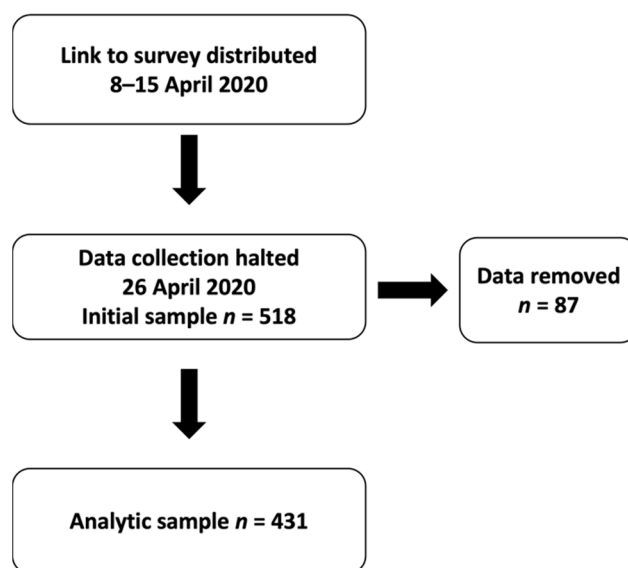 Link to survey distributed
8–15 April 2020
Data collection halted
26 April 2020
Initial sample n = 518
Data removed
n = 87
Analytic sample n = 431